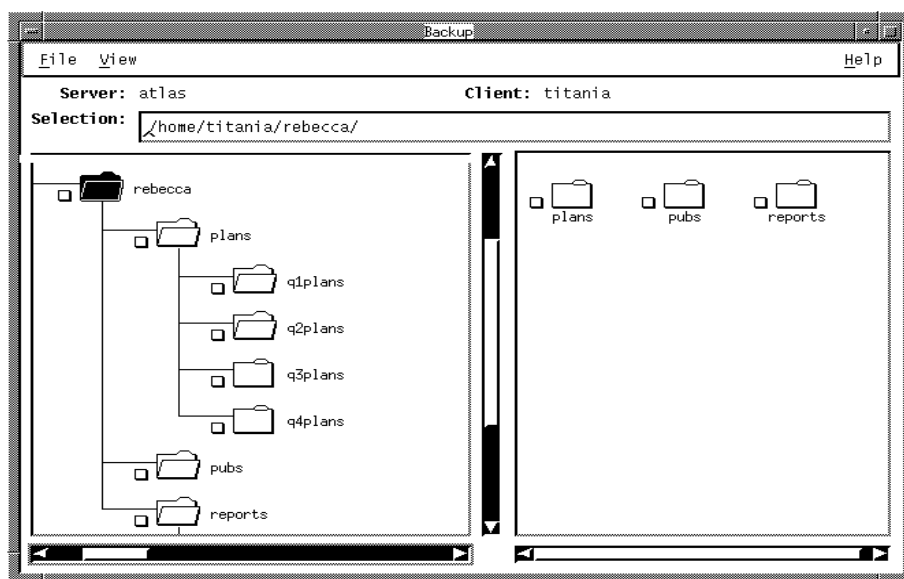 Backup
File View Help
Server: atlas Client: titania
Selection: /home/titania/rebecca/
rebecca
plans
q1plans
q2plans
q3plans
q4plans
pubs
reports
plans pubs reports